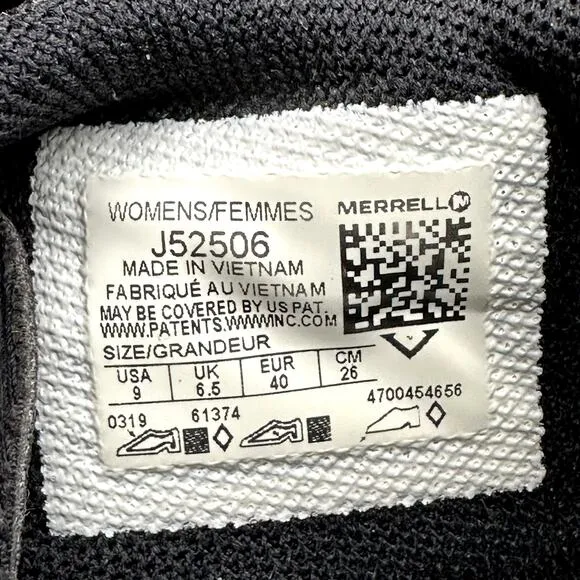 WOMENS/FEMMES
MERRELL
J52506
MADE IN VIETNAM
FABRIQUÉ AU VIETNAM
MAY BE COVERED BY US PAT.
WWW.PATENTS.WWWINC.COM
SIZE/GRANDEUR
USA UK EUR CM
9 6.5 40 26
0319 61374 4700454656